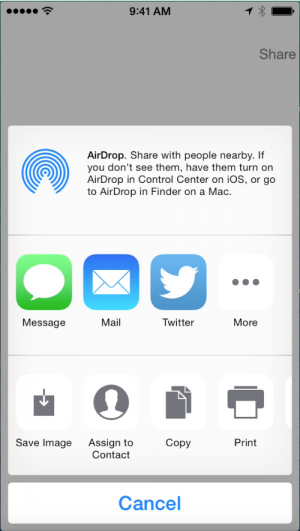 9:41 AM
Share
AirDrop. Share with people nearby. If
you don't see them, have them turn on
AirDrop in Control Center on iOS, or go
to AirDrop in Finder on a Mac.
Message Mail Twitter More
Save Image Assign to Contact Copy Print
Cancel